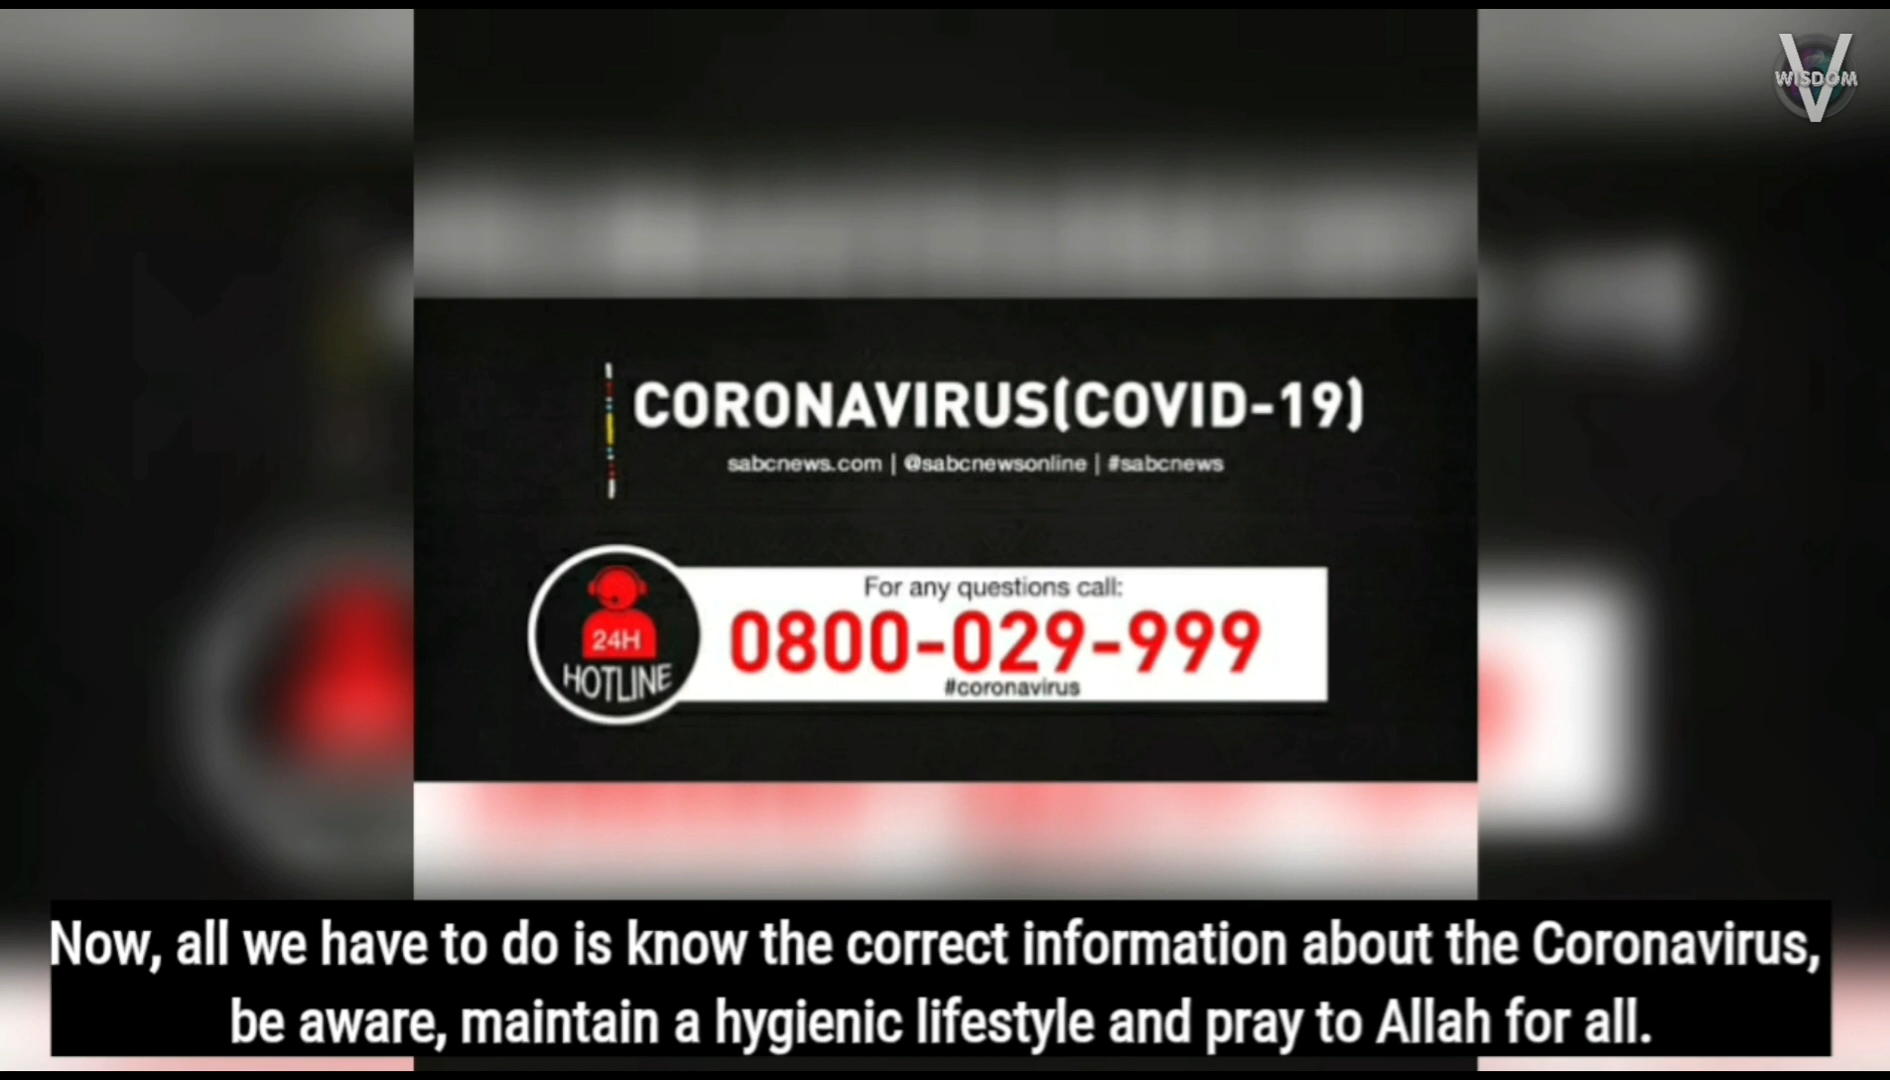 V
WISDOM
CORONAVIRUS(COVID-19)
sabcnews.com | @sabcnewsonline | #sabcnews
For any questions call:
24H
HOTLINE
0800-029-999
#coronavirus
Now, all we have to do is know the correct information about the Coronavirus,
be aware, maintain a hygienic lifestyle and pray to Allah for all.